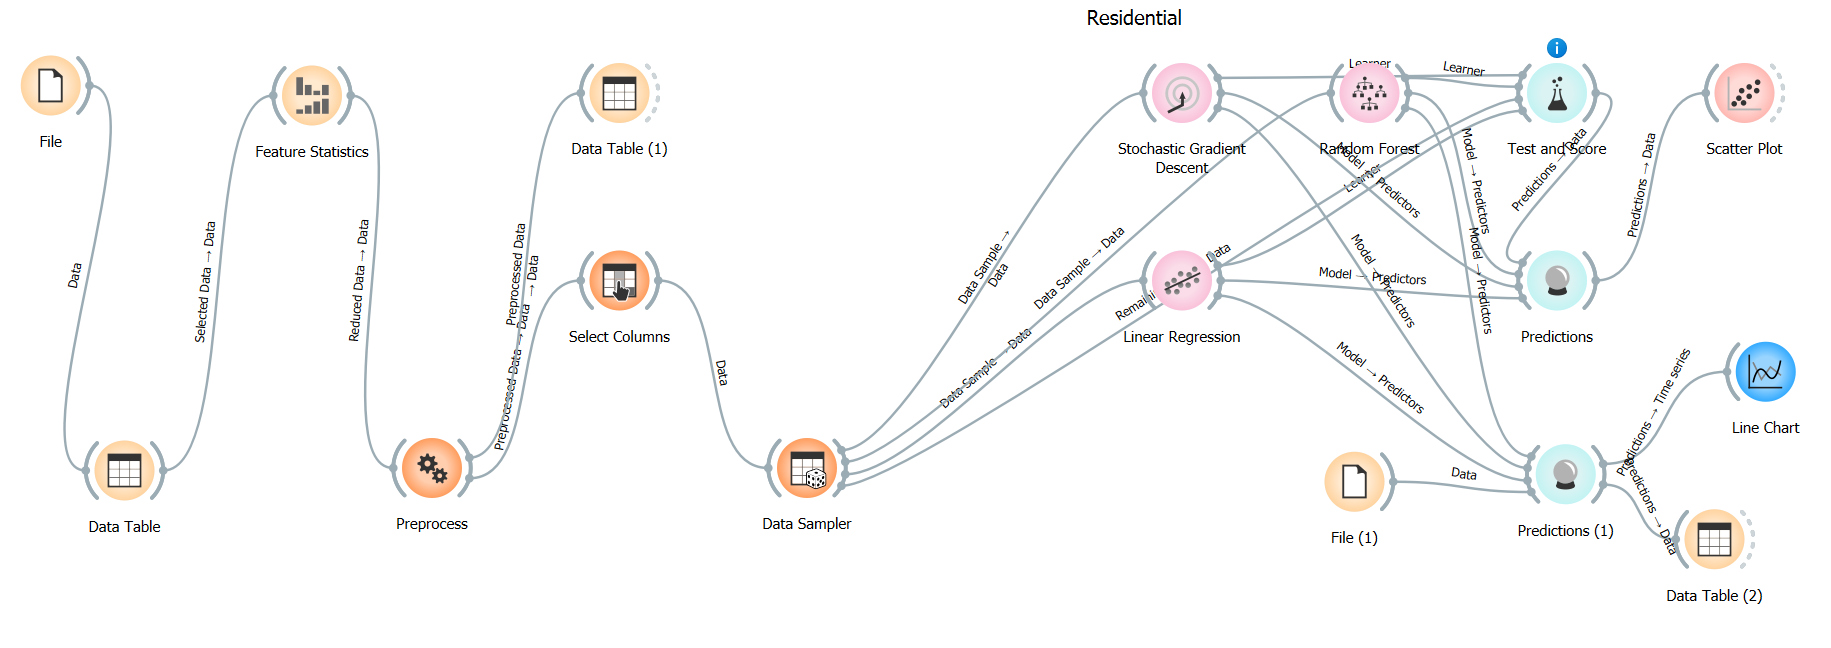 Residential
File
Data
Data Table
Selected Data → Data
Feature Statistics
Reduced Data → Data
Preprocess
Preprocessed Data
Preprocessed Data → Data
→ Data
Data Table (1)
Select Columns
Data
Data Sampler
Data Sample →
Data
Data Sample → Data
Data Sample → Data
Remaini
Data
Stochastic Gradient
Descent
Learner
Random Forest
Learner
Test and Score
Learner
Model → Predictors
Model → Predictors
Model → Predictors
Model → Predictors
Linear Regression
Model → Predictors
Model → Predictors
Predictions → Data
Predictions
Predictions → Data
Scatter Plot
File (1)
Data
Predictions (1)
Predictions → Time series
Line Chart
Predictions → Data
Data Table (2)